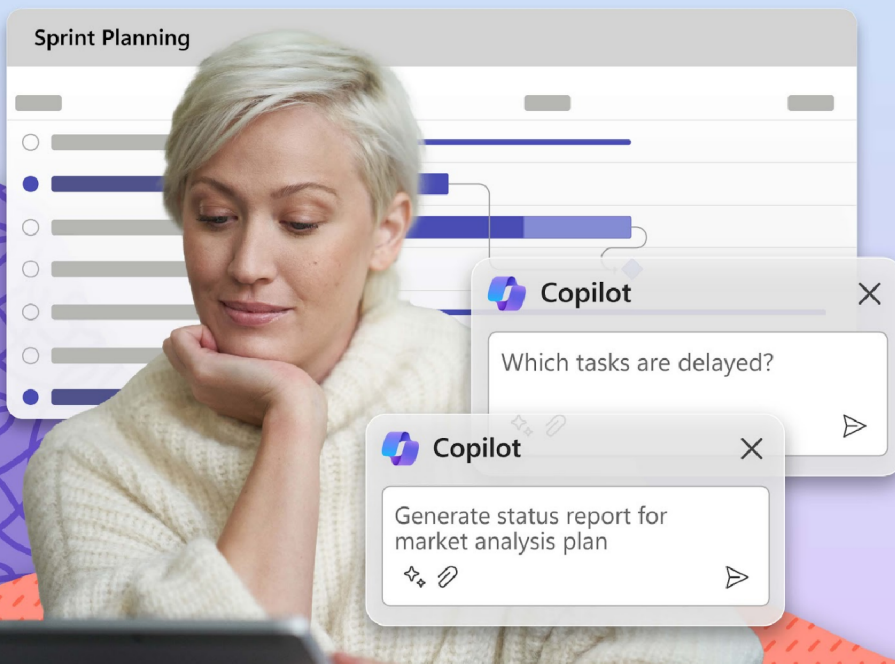 Sprint Planning
Copilot
Which tasks are delayed?
Copilot
Generate status report for
market analysis plan